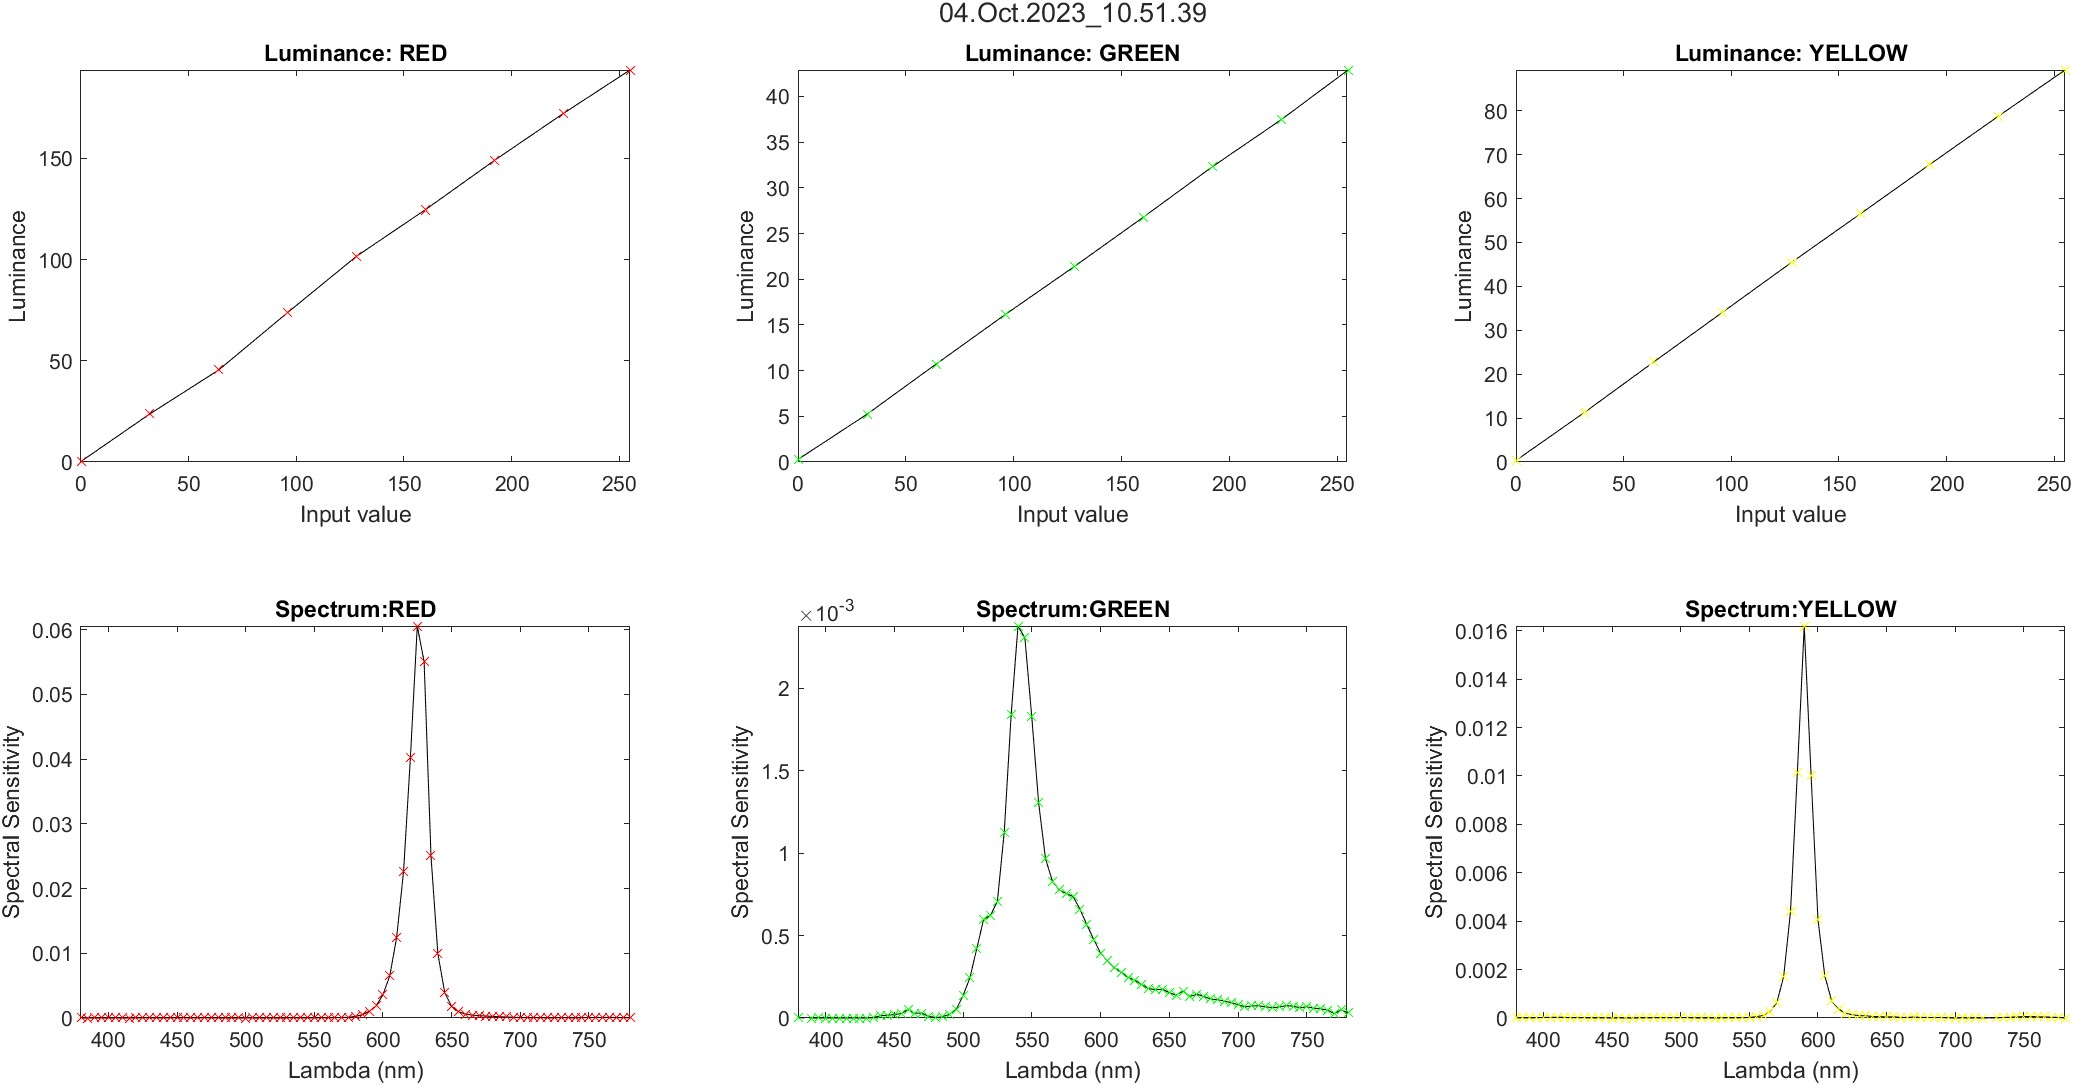 04.Oct.2023_10.51.39
Luminance: RED
Luminance
150
100
50
0
0 50 100 150 200 250
Input value
Luminance: GREEN
Luminance
40
35
30
25
20
15
10
5
0
0 50 100 150 200 250
Input value
Luminance: YELLOW
Luminance
80
70
60
50
40
30
20
10
0
0 50 100 150 200 250
Input value
Spectrum:RED
Spectral Sensitivity
0.06
0.05
0.04
0.03
0.02
0.01
0
400 450 500 550 600 650 700 750
Lambda (nm)
Spectrum:GREEN
×10-3
Spectral Sensitivity
2
1.5
1
0.5
0
400 450 500 550 600 650 700 750
Lambda (nm)
Spectrum:YELLOW
Spectral Sensitivity
0.016
0.014
0.012
0.01
0.008
0.006
0.004
0.002
0
400 450 500 550 600 650 700 750
Lambda (nm)